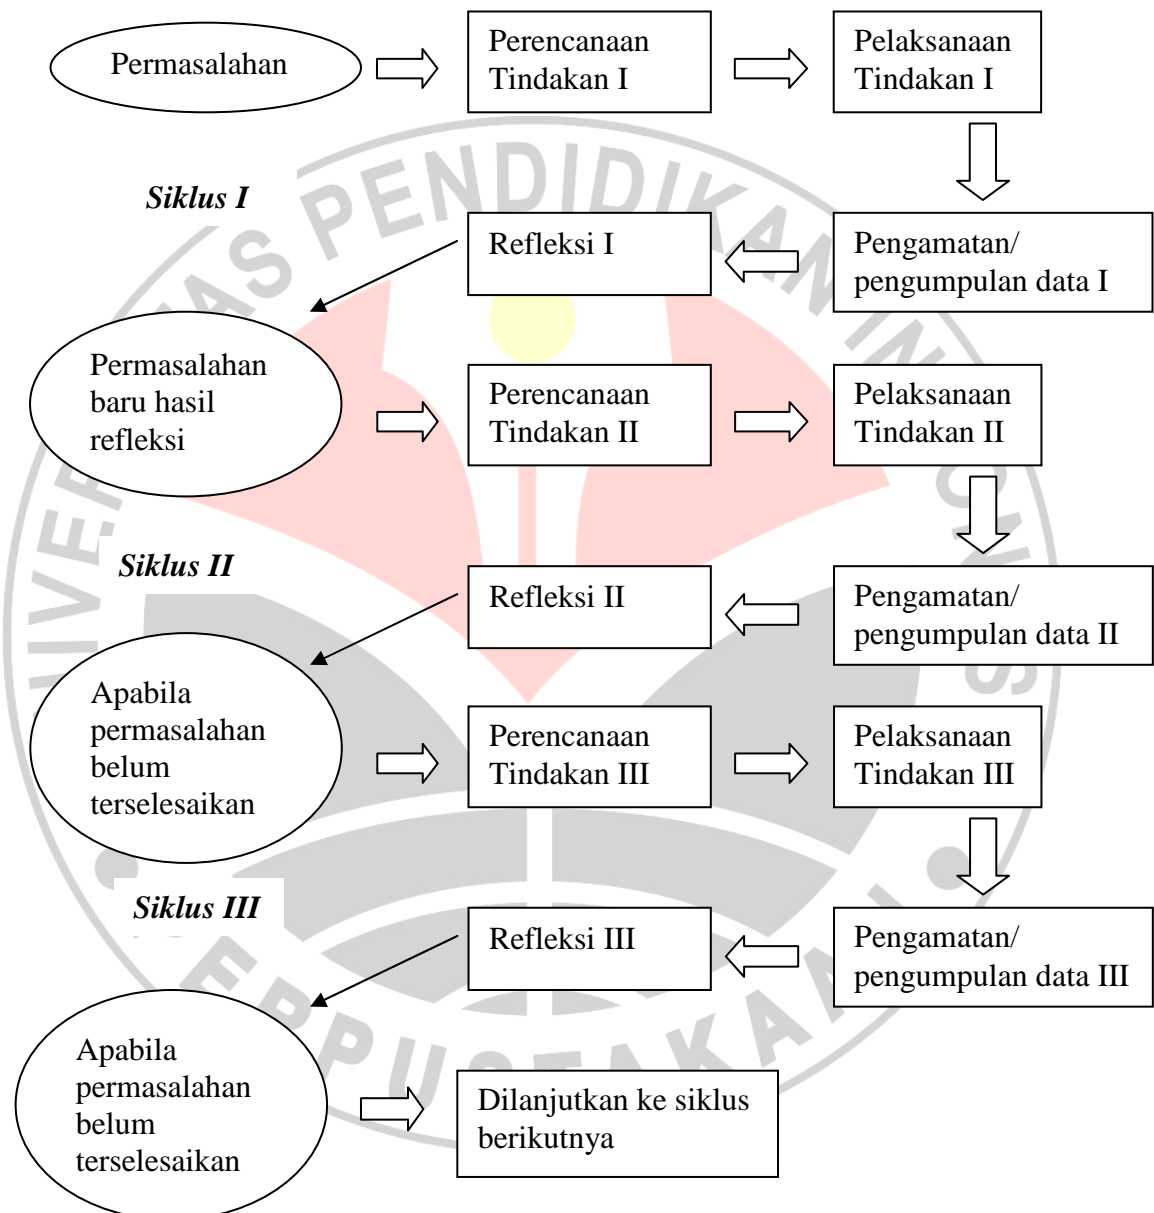 Permasalahan
Perencanaan
Tindakan I
Pelaksanaan
Tindakan I
Siklus I
Refleksi I
Pengamatan/
pengumpulan data I
Permasalahan
baru hasil
refleksi
Perencanaan
Tindakan II
Pelaksanaan
Tindakan II
Siklus II
Refleksi II
Pengamatan/
pengumpulan data II
Apabila
permasalahan
belum
terselesaikan
Perencanaan
Tindakan III
Pelaksanaan
Tindakan III
Siklus III
Refleksi III
Pengamatan/
pengumpulan data III
Apabila
permasalahan
belum
terselesaikan
Dilanjutkan ke siklus
berikutnya
PENDIDIKAN